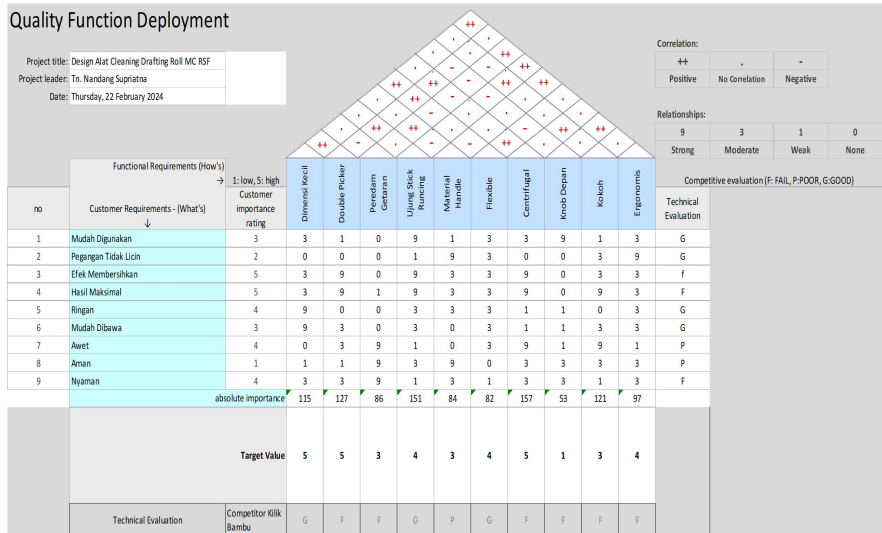 Quality Function Deployment
Project title: Design Alat Cleaning Drafting Roll MC RSF
Project leader: Tn. Nandang Supriatna
Date: Thursday, 22 February 2024
Correlation:
++ . -
Positive No Correlation Negative
Relationships:
9 3 1 0
Strong Moderate Weak None
Functional Requirements (How's)
→
1: low, 5: high
Dimensi Kecil
Double Picker
Peredam
Getaran
Ujung Stick
Runcing
Material
Handle
Flexible
Centrifugal
Knob Depan
Kokoh
Ergonomis
Competitive evaluation (F: FAIL, P:POOR, G:GOOD)
no
Customer Requirements - (What's)
↓
Customer
importance
rating
Technical
Evaluation
1 Mudah Digunakan 3 3 1 0 9 1 3 3 9 1 3 G
2 Pegangan Tidak Licin 2 0 0 0 1 9 3 0 0 3 9 G
3 Efek Membersihkan 5 3 9 0 9 3 3 9 0 3 3 f
4 Hasil Maksimal 5 3 9 1 9 3 3 9 0 9 3 F
5 Ringan 4 9 0 0 3 3 3 1 1 0 3 G
6 Mudah Dibawa 3 9 3 0 3 0 3 1 1 3 3 G
7 Awet 4 0 3 9 1 0 3 9 1 9 1 P
8 Aman 1 1 1 9 3 9 0 3 3 3 3 P
9 Nyaman 4 3 3 9 1 3 1 3 3 1 3 F
absolute importance 115 127 86 151 84 82 157 53 121 97
Target Value 5 5 3 4 3 4 5 1 3 4
Technical Evaluation
Competitor Kilik
Bambu
G F F G P G F F F F